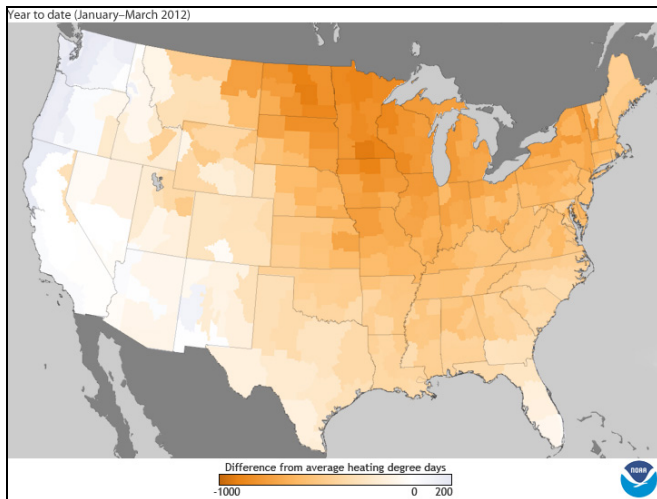 Year to date (January–March 2012)
Difference from average heating degree days
-1000 0 200
NOAA